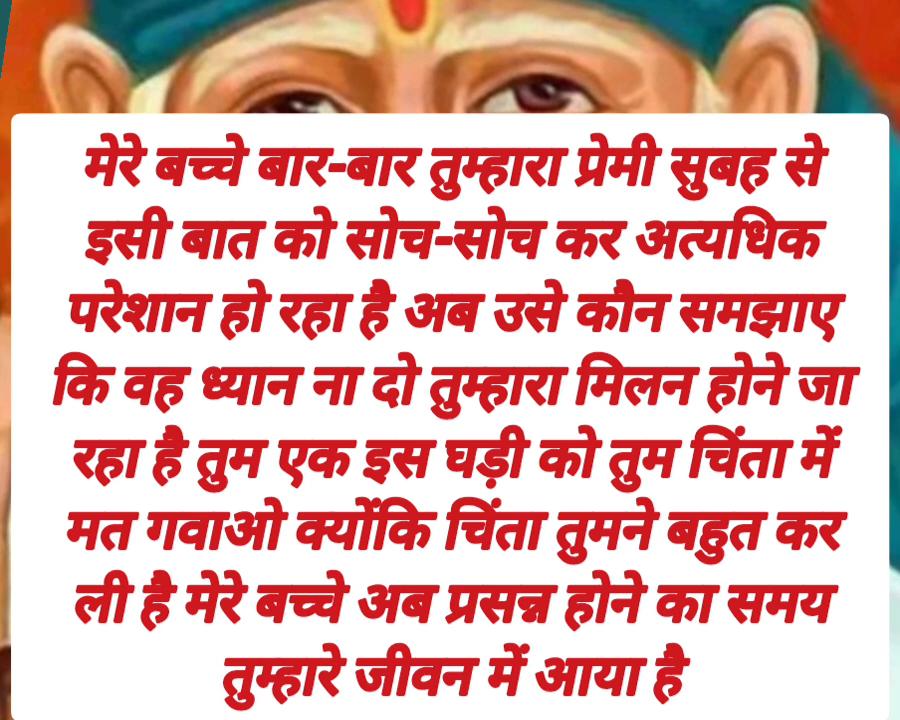 मेरे बच्चे बार-बार तुम्हारा प्रेमी सुबह से
इसी बात को सोच-सोच कर अत्यधिक
परेशान हो रहा है अब उसे कौन समझाए
कि वह ध्यान ना दो तुम्हारा मिलन होने जा
रहा है तुम एक इस घड़ी को तुम चिंता में
मत गवाओ क्योंकि चिंता तुमने बहुत कर
ली है मेरे बच्चे अब प्रसन्न होने का समय
तुम्हारे जीवन में आया है